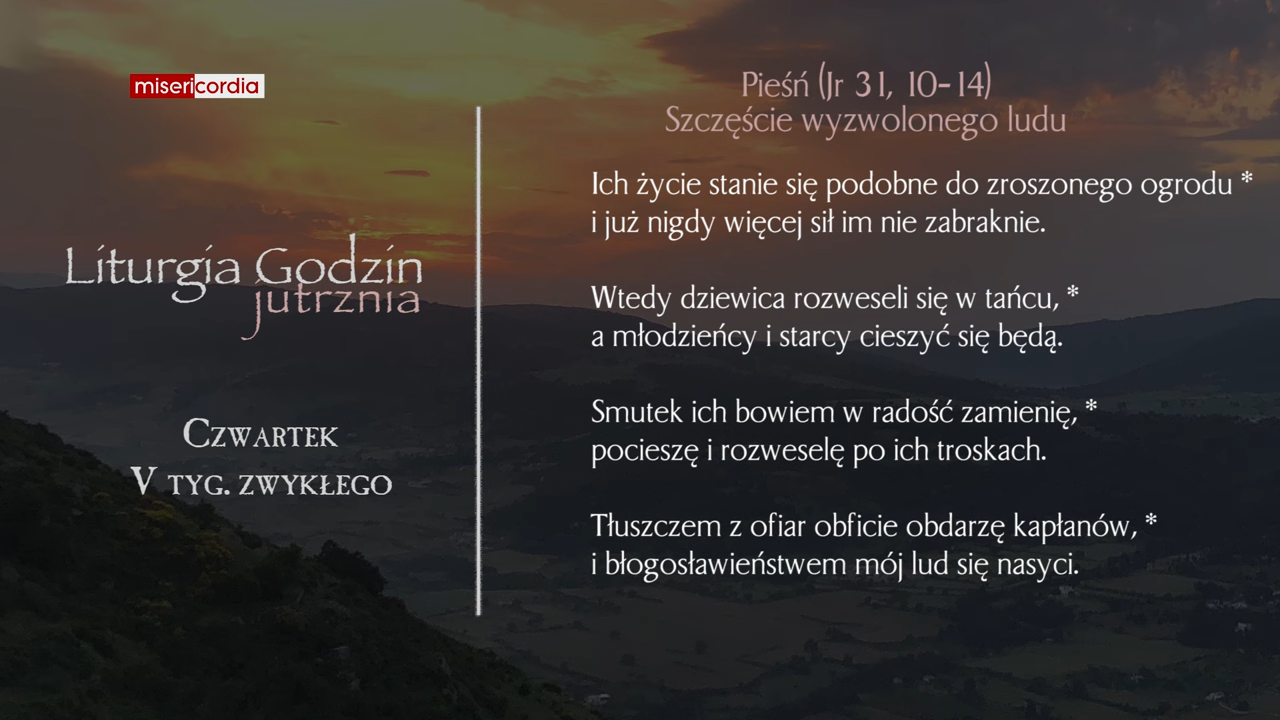 misericordia
Liturgia Godzin
jutrznia
Czwartek
V tyg. zwykłego
Pieśń (Jr 31, 10-14)
Szczęście wyzwolonego ludu
Ich życie stanie się podobne do zroszonego ogrodu *
i już nigdy więcej sił im nie zabraknie.
Wtedy dziewica rozweseli się w tańcu, *
a młodzieńcy i starcy cieszyć się będą.
Smutek ich bowiem w radość zamienię, *
pocieszę i rozweselę po ich troskach.
Tłuszczem z ofiar obficie obdarzę kapłanów, *
i błogosławieństwem mój lud się nasyci.